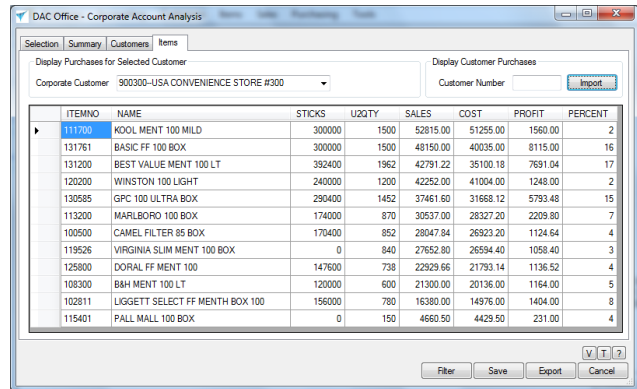 DAC Office - Corporate Account Analysis
Selection Summary Customers Items
Display Purchases for Selected Customer Display Customer Purchases
Corporate Customer 900300--USA CONVENIENCE STORE #300 Customer Number Import
ITEMNO NAME STICKS U2QTY SALES COST PROFIT PERCENT
111700 KOOL MENT 100 MILD 300000 1500 52815.00 51255.00 1560.00 2
131761 BASIC FF 100 BOX 300000 1500 48150.00 40035.00 8115.00 16
131200 BEST VALUE MENT 100 LT 392400 1962 42791.22 35100.18 7691.04 17
120200 WINSTON 100 LIGHT 240000 1200 42252.00 41004.00 1248.00 2
130585 GPC 100 ULTRA BOX 290400 1452 37461.60 31668.12 5793.48 15
113200 MARLBORO 100 BOX 174000 870 30537.00 28327.20 2209.80 7
100500 CAMEL FILTER 85 BOX 170400 852 28047.84 26923.20 1124.64 4
119526 VIRGINIA SLIM MENT 100 BOX 0 840 27652.80 26594.40 1058.40 3
125800 DORAL FF MENT 100 147600 738 22929.66 21793.14 1136.52 4
108300 B&H MENT 100 LT 120000 600 21300.00 20136.00 1164.00 5
102811 LIGGETT SELECT FF MENTH BOX 100 156000 780 16380.00 14976.00 1404.00 8
115401 PALL MALL 100 BOX 0 150 4660.50 4429.50 231.00 4
V T ?
Filter Save Export Cancel